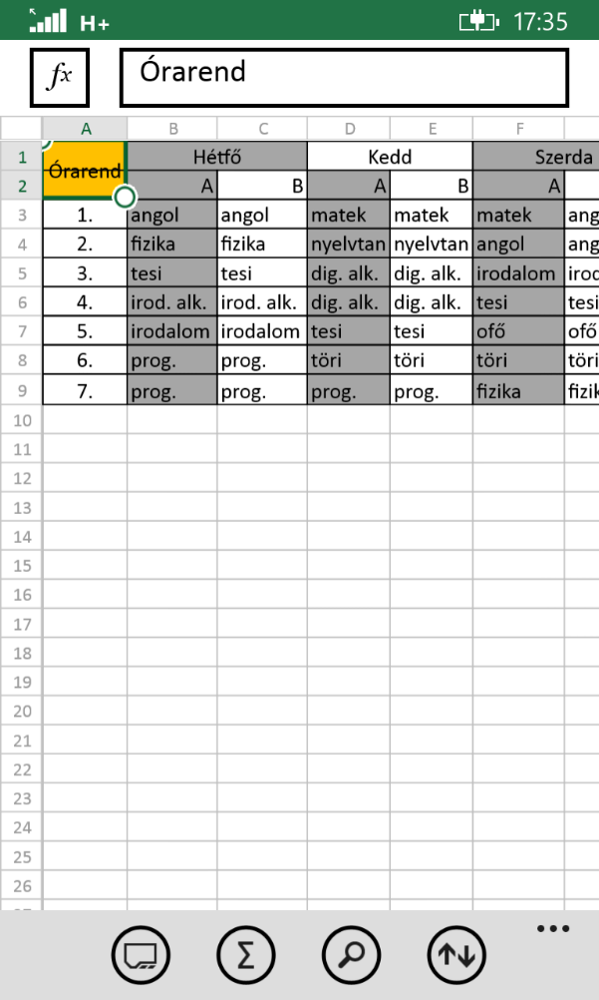 H+ 17:35
fx Órarend
A B C D E F
1 Órarend Hétfő Kedd Szerda
2 A B A B A
3 1. angol angol matek matek matek ang
4 2. fizika fizika nyelvtan nyelvtan angol ang
5 3. tesi tesi dig. alk. dig. alk. irodalom iroc
6 4. irod. alk. irod. alk. dig. alk. dig. alk. tesi tesi
7 5. irodalom irodalom tesi tesi ofő ofő
8 6. prog. prog. töri töri töri töri
9 7. prog. prog. prog. prog. fizika fizik
10
11
12
13
14
15
16
17
18
19
20
21
22
23
24
25
26
Σ